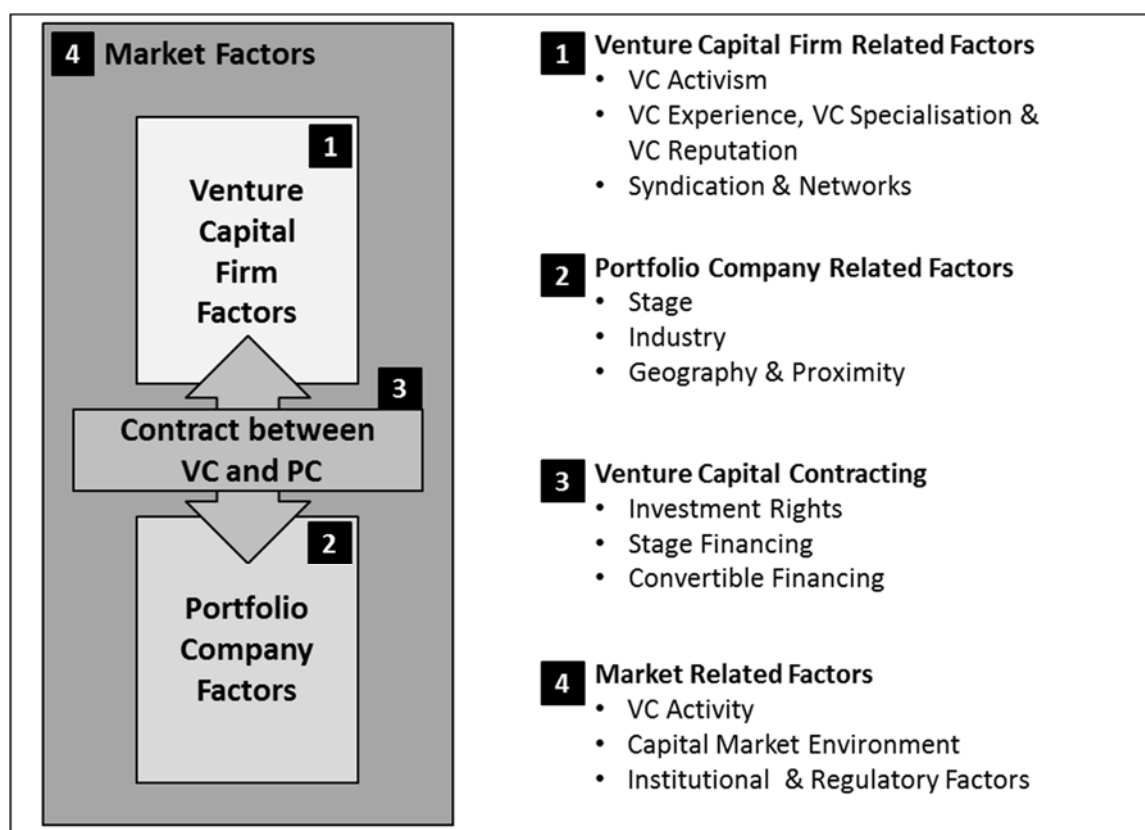 4 Market Factors
1
Venture
Capital
Firm
Factors
3
Contract between
VC and PC
2
Portfolio
Company
Factors
1 Venture Capital Firm Related Factors
• VC Activism
• VC Experience, VC Specialisation &
VC Reputation
• Syndication & Networks
2 Portfolio Company Related Factors
• Stage
• Industry
• Geography & Proximity
3 Venture Capital Contracting
• Investment Rights
• Stage Financing
• Convertible Financing
4 Market Related Factors
• VC Activity
• Capital Market Environment
• Institutional & Regulatory Factors